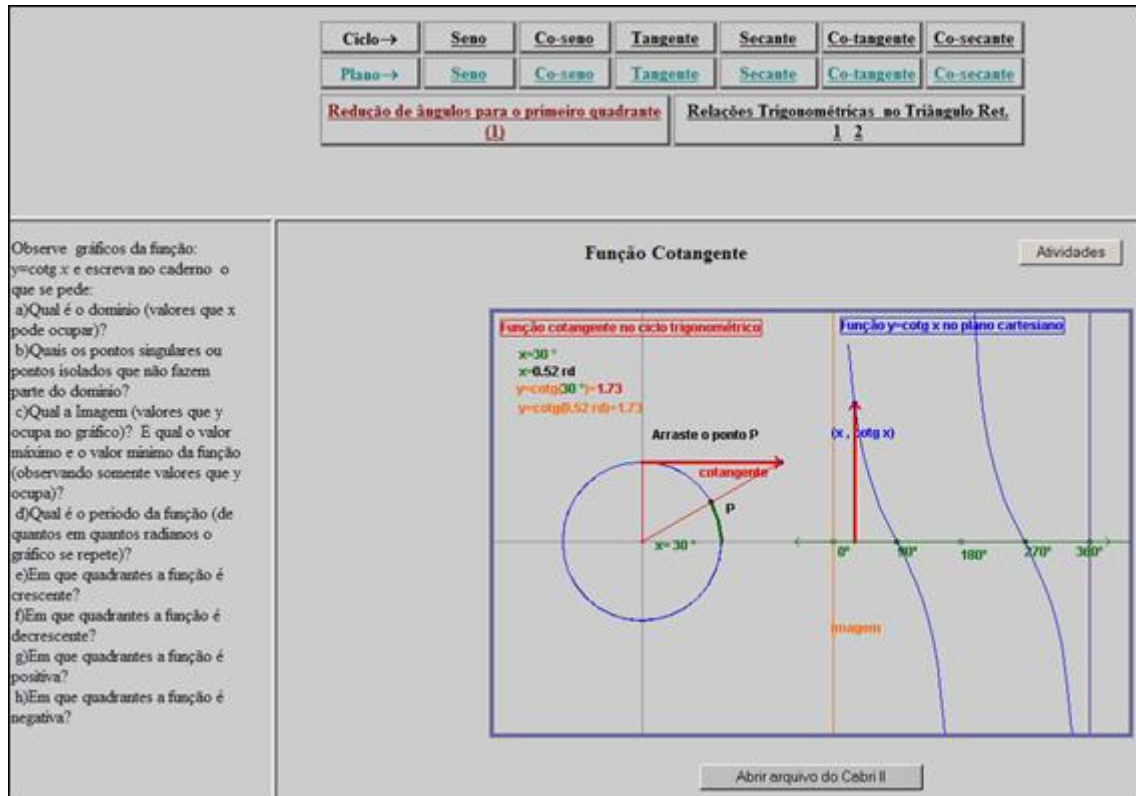 Ciclo→ Seno Co-seno Tangente Secante Co-tangente Co-secante
Plano→ Seno Co-seno Tangente Secante Co-tangente Co-secante
Redução de ângulos para o primeiro quadrante
(1)
Relações Trigonométricas no Triângulo Ret.
1 2
Observe gráficos da função:
y=cotg x e escreva no caderno o
que se pede:
a)Qual é o dominio (valores que x
pode ocupar)?
b)Quais os pontos singulares ou
pontos isolados que não fazem
parte do dominio?
c)Qual a Imagem (valores que y
ocupa no gráfico)? E qual o valor
máximo e o valor minimo da função
(observando somente valores que y
ocupa)?
d)Qual é o periodo da função (de
quantos em quantos radianos o
gráfico se repete)?
e)Em que quadrantes a função é
crescente?
f)Em que quadrantes a função é
decrescente?
g)Em que quadrantes a função é
positiva?
h)Em que quadrantes a função é
negativa?
Função Cotangente
Atividades
Função cotangente no ciclo trigonométrico
x=30 °
x=0.52 rd
y=cotg(30 °)=1.73
y=cotg(0.52 rd)=1.73
Arraste o ponto P
cotangente
P
x= 30 °
Função y=cotg x no plano cartesiano
(x , cotg x)
0° 90° 180° 270° 360°
imagem
Abrir arquivo do Cabri II